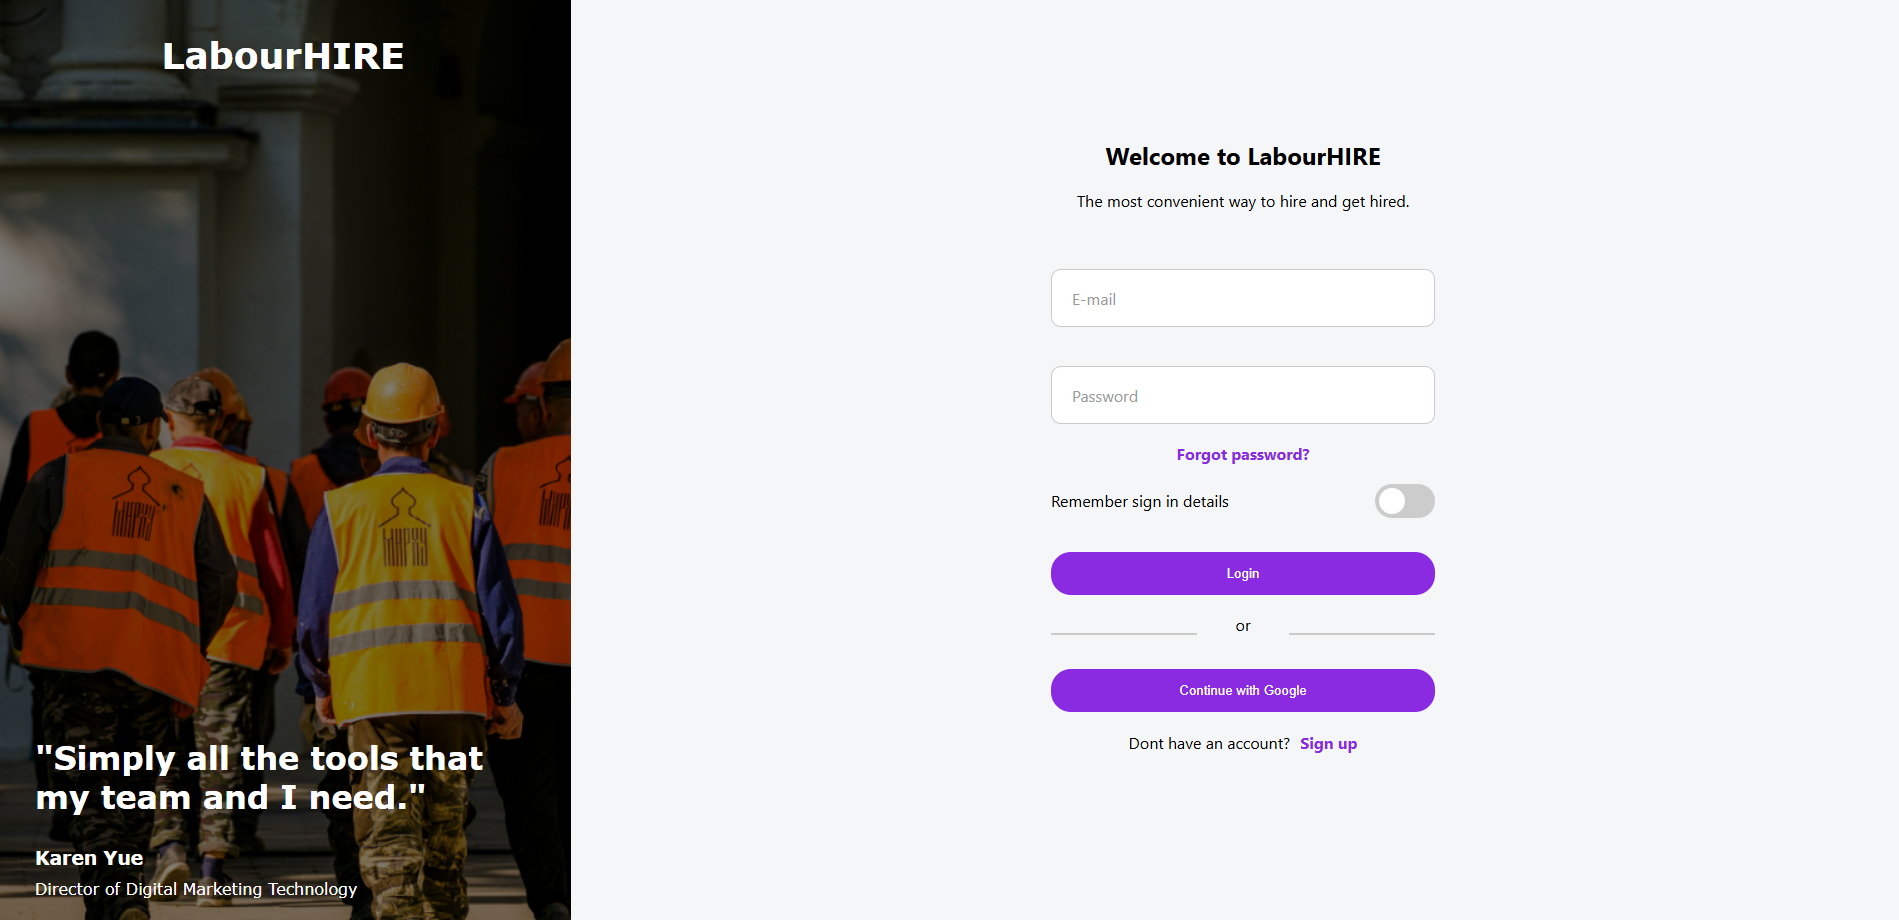 LabourHIRE
"Simply all the tools that
my team and I need."
Karen Yue
Director of Digital Marketing Technology
Welcome to LabourHIRE
The most convenient way to hire and get hired.
E-mail
Password
Forgot password?
Remember sign in details
Login
or
Continue with Google
Dont have an account? Sign up